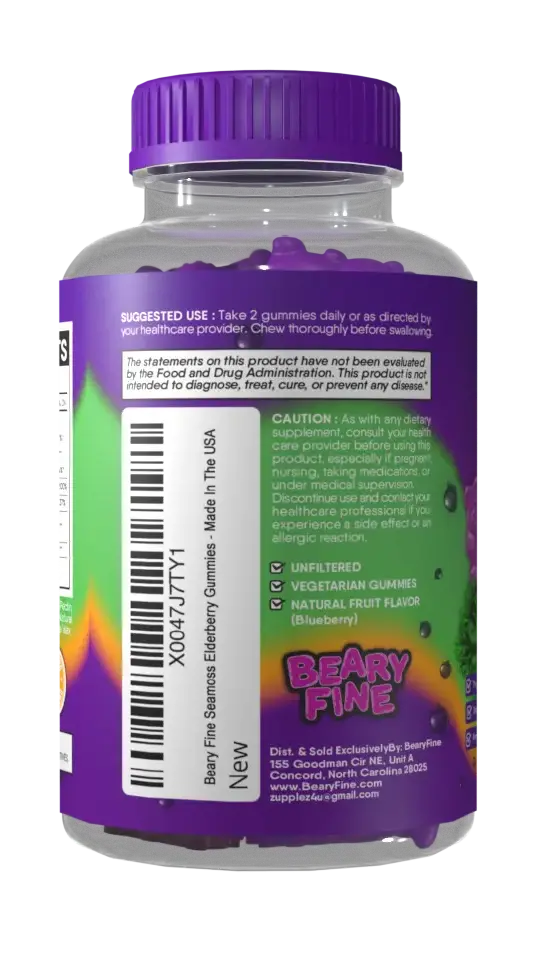 SUGGESTED USE : Take 2 gummies daily or as directed by
your healthcare provider. Chew thoroughly before swallowing.
The statements on this product have not been evaluated
by the Food and Drug Administration. This product is not
intended to diagnose, treat, cure, or prevent any disease.*
CAUTION : As with any dietary
supplement, consult your health
care provider before using this
product, especially if pregnant,
nursing, taking medications, or
under medical supervision.
Discontinue use and contact your
healthcare professional if you
experience a side effect or an
allergic reaction.
UNFILTERED
VEGETARIAN GUMMIES
NATURAL FRUIT FLAVOR
(Blueberry)
BEARY
FINE
Dist. & Sold ExclusivelyBy: BearyFine
155 Goodman Cir NE, Unit A
Concord, North Carolina 28025
www.BearyFine.com
zupplez4u@gmail.com
X0047J7TY1
Beary Fine Seamoss Elderberry Gummies - Made In The USA
New